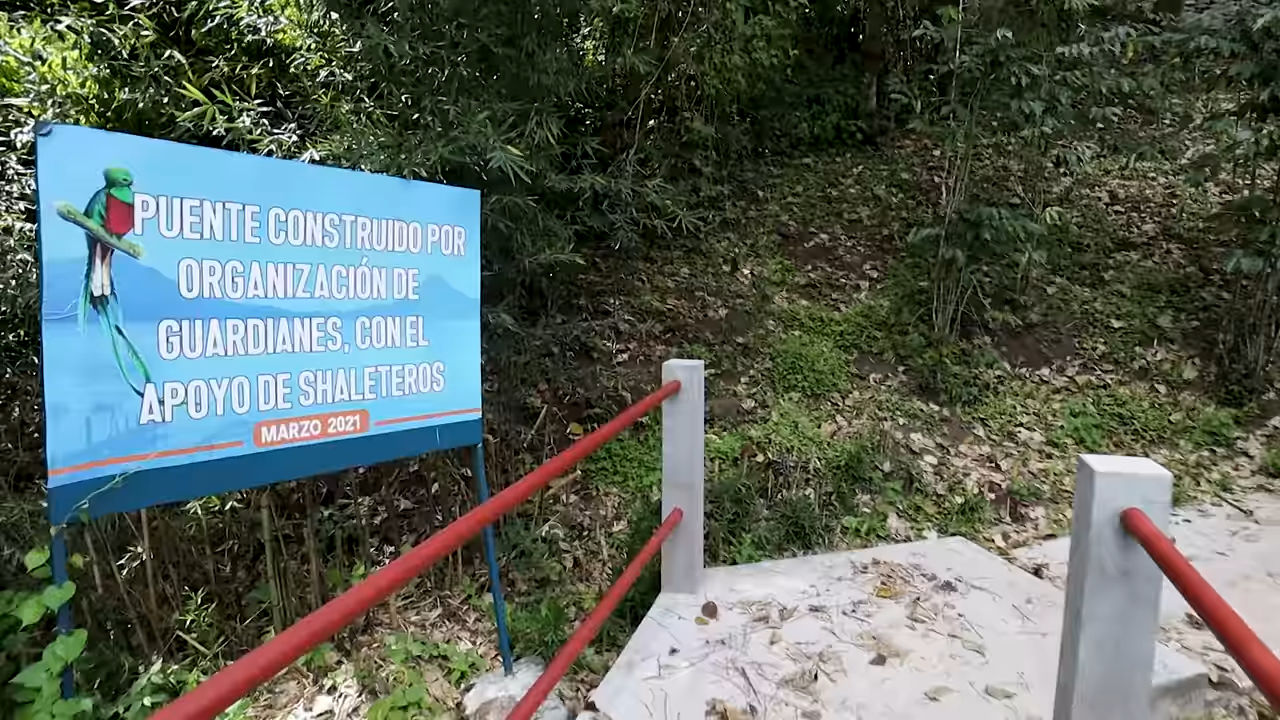 PUENTE CONSTRUIDO POR
ORGANIZACIÓN DE
GUARDIANES, CON EL
APOYO DE SHALETEROS
MARZO 2021